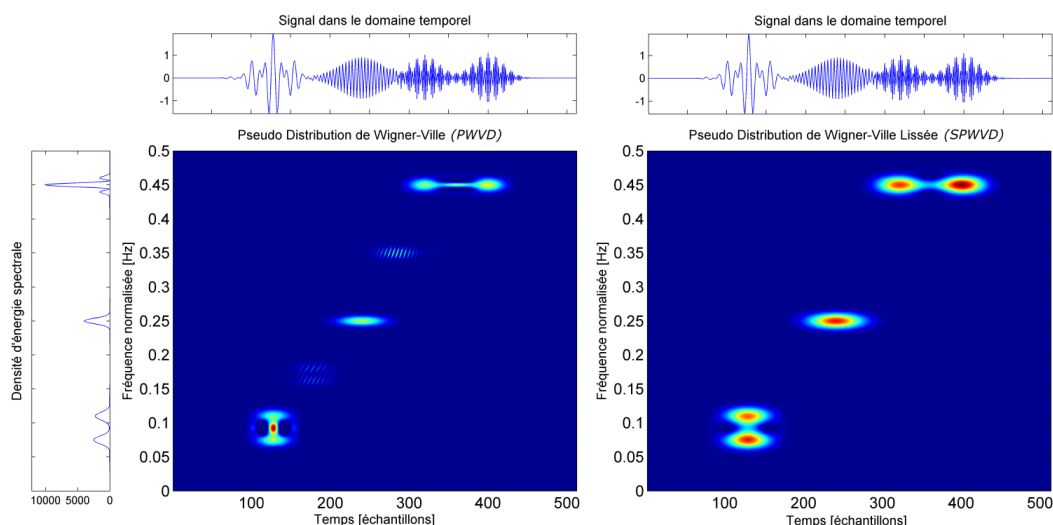 Signal dans le domaine temporel
1
0
-1
Pseudo Distribution de Wigner-Ville (PWVD)
Densité d'énergie spectrale
10000 5000 0
Fréquence normalisée [Hz]
0.5
0.45
0.4
0.35
0.3
0.25
0.2
0.15
0.1
0.05
0
100 200 300 400 500
Temps [échantillons]
Signal dans le domaine temporel
1
0
-1
Pseudo Distribution de Wigner-Ville Lissée (SPWVD)
Fréquence normalisée [Hz]
0.5
0.45
0.4
0.35
0.3
0.25
0.2
0.15
0.1
0.05
0
100 200 300 400 500
Temps [échantillons]